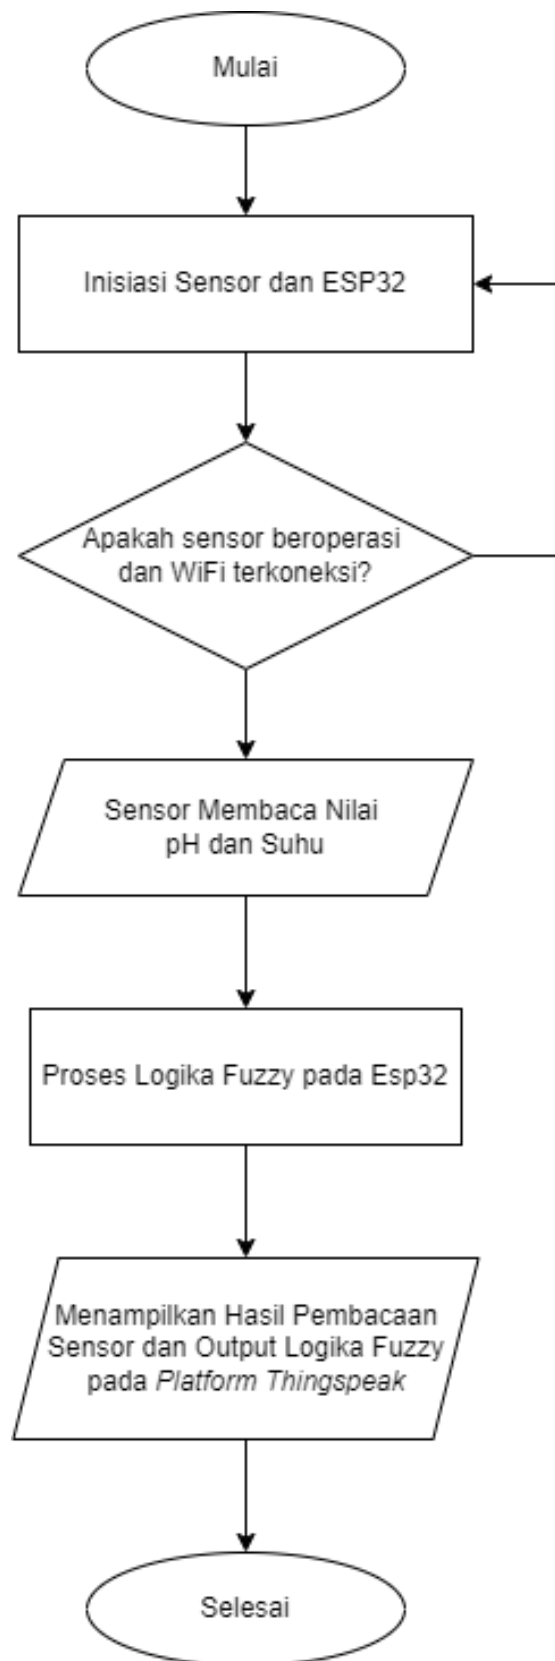 Mulai
Inisiasi Sensor dan ESP32
Apakah sensor beroperasi
dan WiFi terkoneksi?
Sensor Membaca Nilai
pH dan Suhu
Proses Logika Fuzzy pada Esp32
Menampilkan Hasil Pembacaan
Sensor dan Output Logika Fuzzy
pada Platform Thingspeak
Selesai